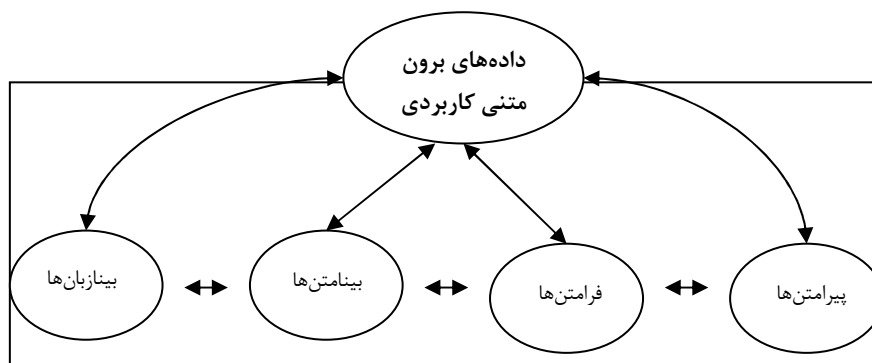 داده‌های برون
متنی کاربردی
پیرامتن‌ها
فرامتن‌ها
بینامتن‌ها
بینازبان‌ها